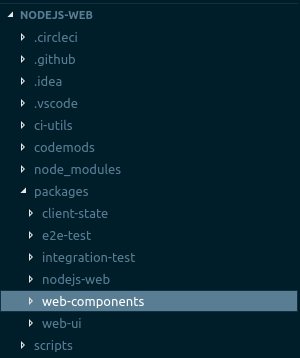 NODEJS-WEB
.circleci
.github
.idea
.vscode
ci-utils
codemods
node_modules
packages
client-state
e2e-test
integration-test
nodejs-web
web-components
web-ui
scripts